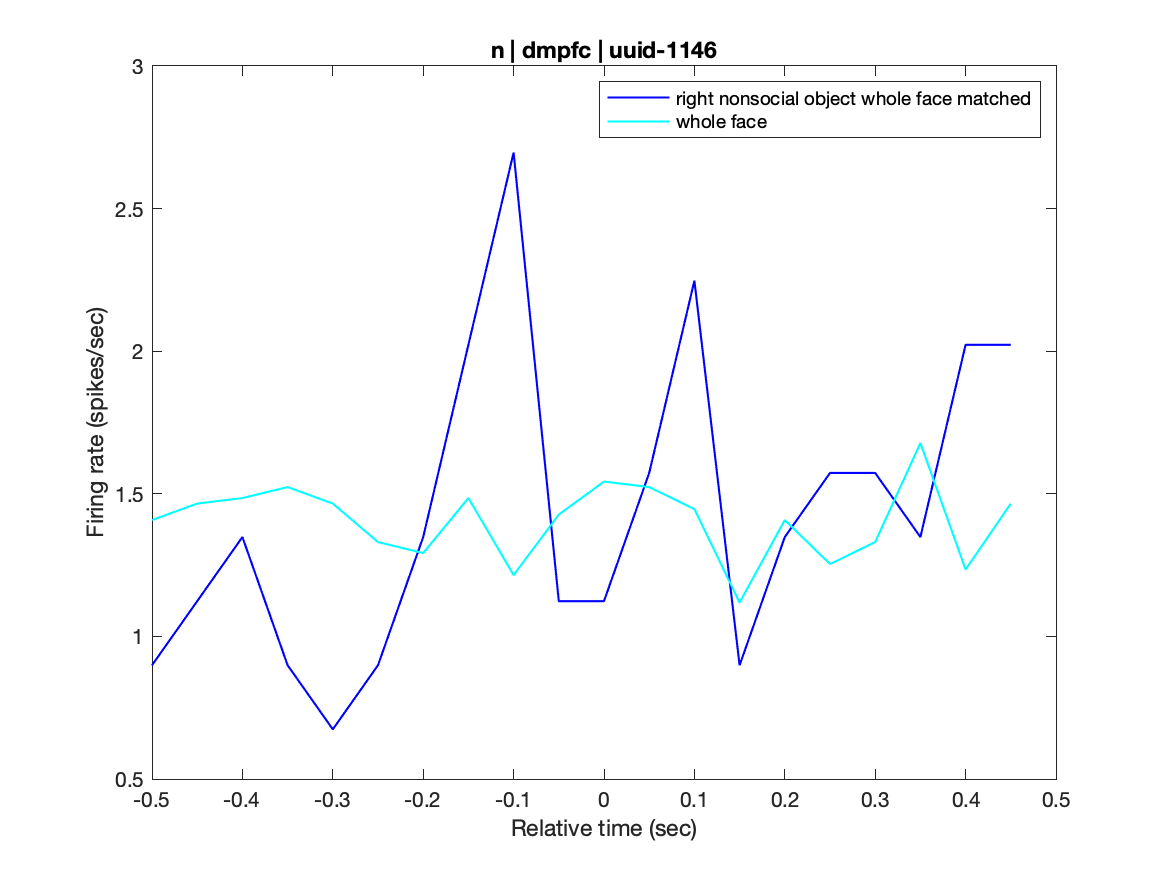 n | dmpfc | uuid-1146
right nonsocial object whole face matched
whole face
3
2.5
2
1.5
1
0.5
Firing rate (spikes/sec)
-0.5 -0.4 -0.3 -0.2 -0.1 0 0.1 0.2 0.3 0.4 0.5
Relative time (sec)